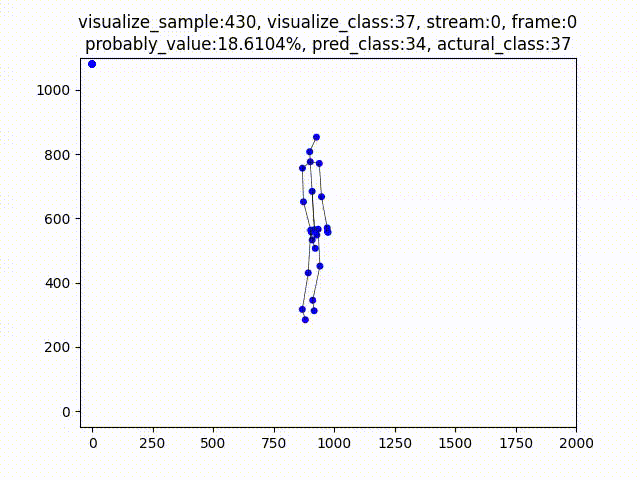 visualize_sample:430, visualize_class:37, stream:0, frame:0
probably_value:18.6104%, pred_class:34, actural_class:37
1000
800
600
400
200
0
0 250 500 750 1000 1250 1500 1750 2000